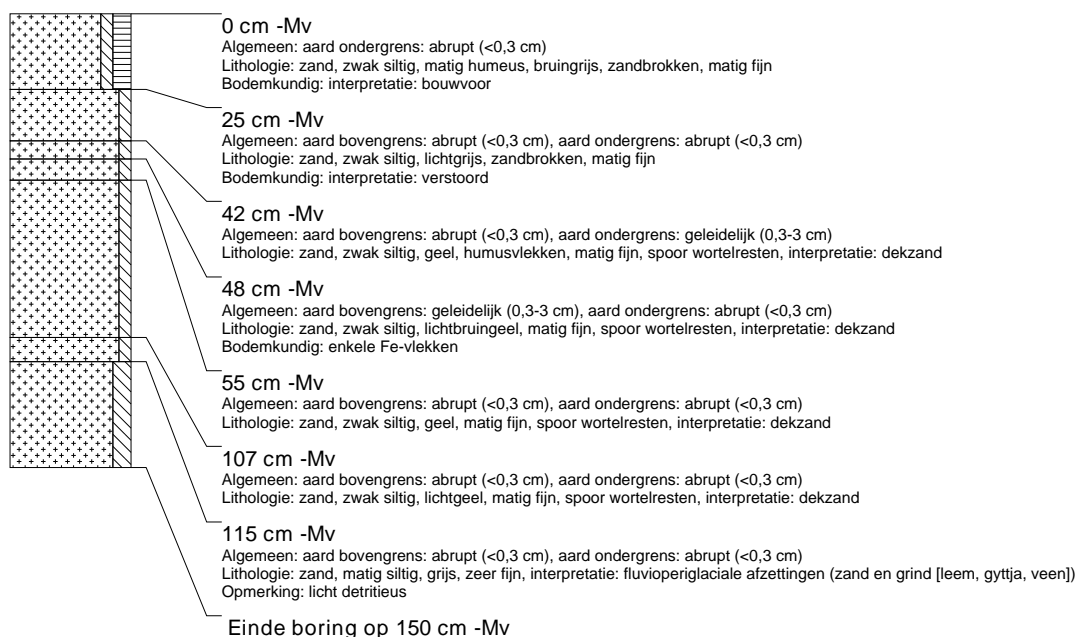 0 cm -Mv
Algemeen: aard ondergrens: abrupt (<0,3 cm)
Lithologie: zand, zwak siltig, matig humeus, bruingrijs, zandbrokken, matig fijn
Bodemkundig: interpretatie: bouwvoor
25 cm -Mv
Algemeen: aard bovengrens: abrupt (<0,3 cm), aard ondergrens: abrupt (<0,3 cm)
Lithologie: zand, zwak siltig, lichtgrijs, zandbrokken, matig fijn
Bodemkundig: interpretatie: verstoord
42 cm -Mv
Algemeen: aard bovengrens: abrupt (<0,3 cm), aard ondergrens: geleidelijk (0,3-3 cm)
Lithologie: zand, zwak siltig, geel, humusvlekken, matig fijn, spoor wortelresten, interpretatie: dekzand
48 cm -Mv
Algemeen: aard bovengrens: geleidelijk (0,3-3 cm), aard ondergrens: abrupt (<0,3 cm)
Lithologie: zand, zwak siltig, lichtbruingeel, matig fijn, spoor wortelresten, interpretatie: dekzand
Bodemkundig: enkele Fe-vlekken
55 cm -Mv
Algemeen: aard bovengrens: abrupt (<0,3 cm), aard ondergrens: abrupt (<0,3 cm)
Lithologie: zand, zwak siltig, geel, matig fijn, spoor wortelresten, interpretatie: dekzand
107 cm -Mv
Algemeen: aard bovengrens: abrupt (<0,3 cm), aard ondergrens: abrupt (<0,3 cm)
Lithologie: zand, zwak siltig, lichtgeel, matig fijn, spoor wortelresten, interpretatie: dekzand
115 cm -Mv
Algemeen: aard bovengrens: abrupt (<0,3 cm), aard ondergrens: abrupt (<0,3 cm)
Lithologie: zand, matig siltig, grijs, zeer fijn, interpretatie: fluvioperiglaciale afzettingen (zand en grind [leem, gyttja, veen])
Opmerking: licht detritieus
Einde boring op 150 cm -Mv